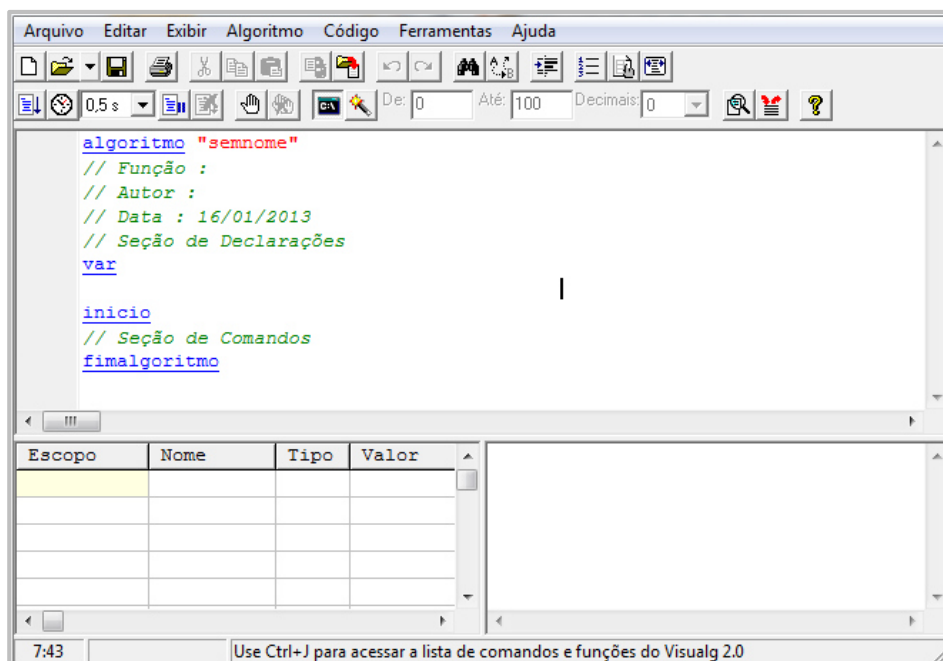 Arquivo Editar Exibir Algoritmo Código Ferramentas Ajuda
0,5 s De: 0 Até: 100 Decimais: 0
algoritmo "semnome"
// Função :
// Autor :
// Data : 16/01/2013
// Seção de Declarações
var
inicio
// Seção de Comandos
fimalgoritmo
Escopo Nome Tipo Valor
7:43 Use Ctrl+J para acessar a lista de comandos e funções do Visualg 2.0